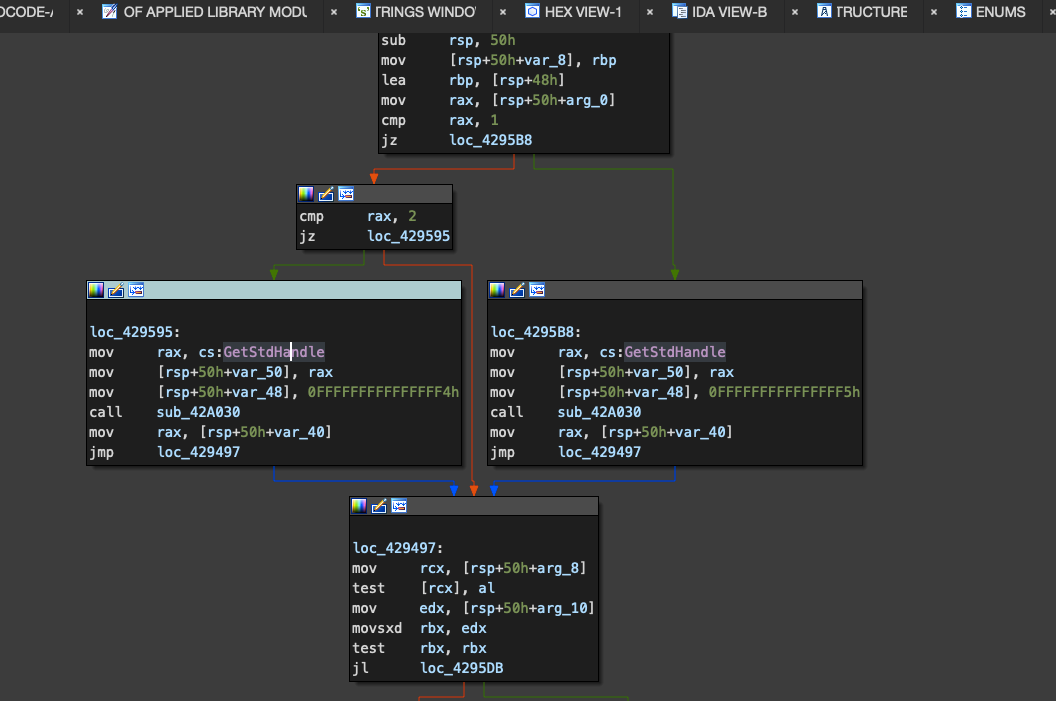 OCODE-A × OF APPLIED LIBRARY MODU × TRINGS WINDO × HEX VIEW-1 × IDA VIEW-B × TRUCTURE × ENUMS ×
sub rsp, 50h
mov [rsp+50h+var_8], rbp
lea rbp, [rsp+48h]
mov rax, [rsp+50h+arg_0]
cmp rax, 1
jz loc_4295B8
cmp rax, 2
jz loc_429595
loc_429595:
mov rax, cs:GetStdHandle
mov [rsp+50h+var_50], rax
mov [rsp+50h+var_48], 0FFFFFFFFFFFFFFF4h
call sub_42A030
mov rax, [rsp+50h+var_40]
jmp loc_429497
loc_4295B8:
mov rax, cs:GetStdHandle
mov [rsp+50h+var_50], rax
mov [rsp+50h+var_48], 0FFFFFFFFFFFFFFF5h
call sub_42A030
mov rax, [rsp+50h+var_40]
jmp loc_429497
loc_429497:
mov rcx, [rsp+50h+arg_8]
test [rcx], al
mov edx, [rsp+50h+arg_10]
movsxd rbx, edx
test rbx, rbx
jl loc_4295DB